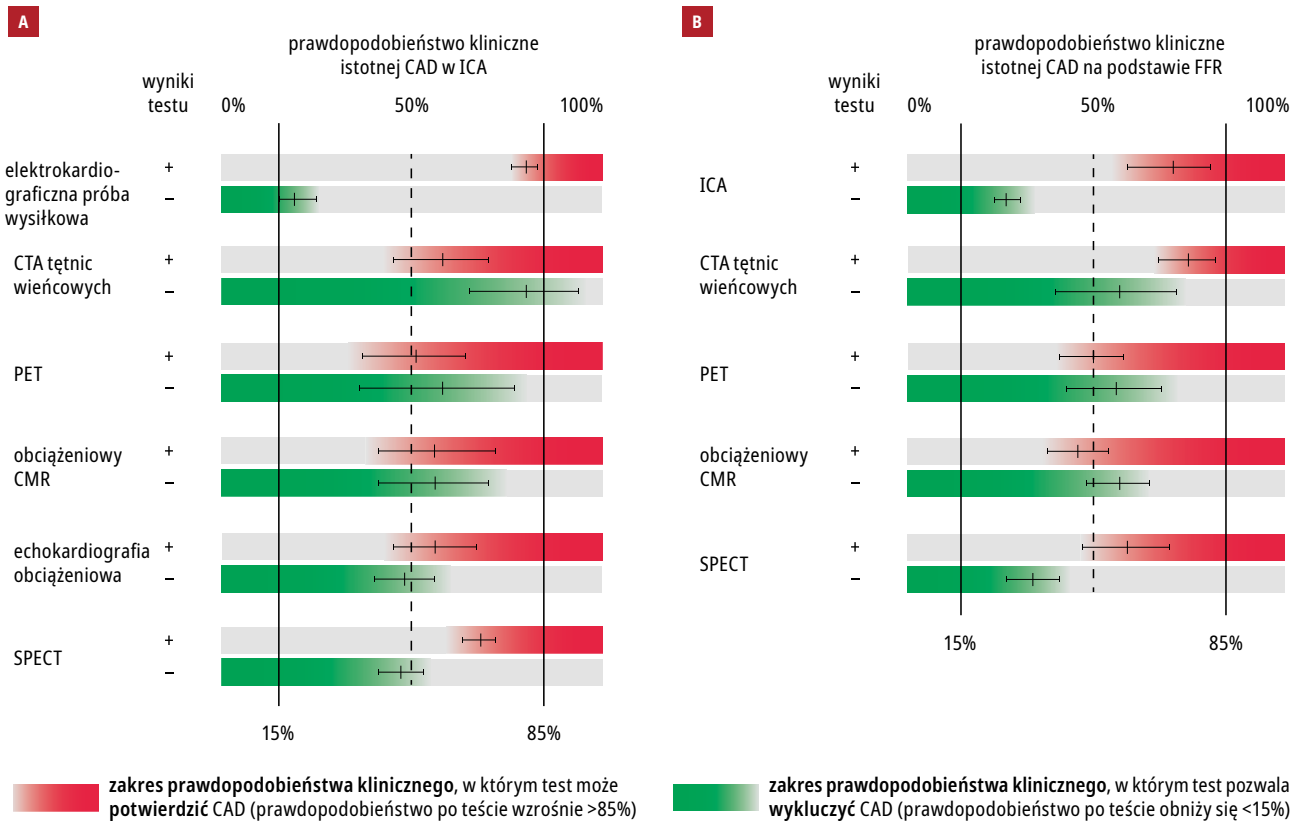 A
prawdopodobieństwo kliniczne
istotnej CAD w ICA
wyniki
testu
0%
50%
100%
elektrokardio-
graficzna próba
wysiłkowa
+
–
CTA tętnic
wieńcowych
+
–
PET
+
–
obciążeniowy
CMR
+
–
echokardiografia
obciążeniowa
+
–
SPECT
+
–
15%
85%
B
prawdopodobieństwo kliniczne
istotnej CAD na podstawie FFR
wyniki
testu
0%
50%
100%
ICA
+
–
CTA tętnic
wieńcowych
+
–
PET
+
–
obciążeniowy
CMR
+
–
SPECT
+
–
15%
85%
zakres prawdopodobieństwa klinicznego, w którym test może
potwierdzić CAD (prawdopodobieństwo po teście wzrośnie >85%)
zakres prawdopodobieństwa klinicznego, w którym test pozwala
wykluczyć CAD (prawdopodobieństwo po teście obniży się <15%)